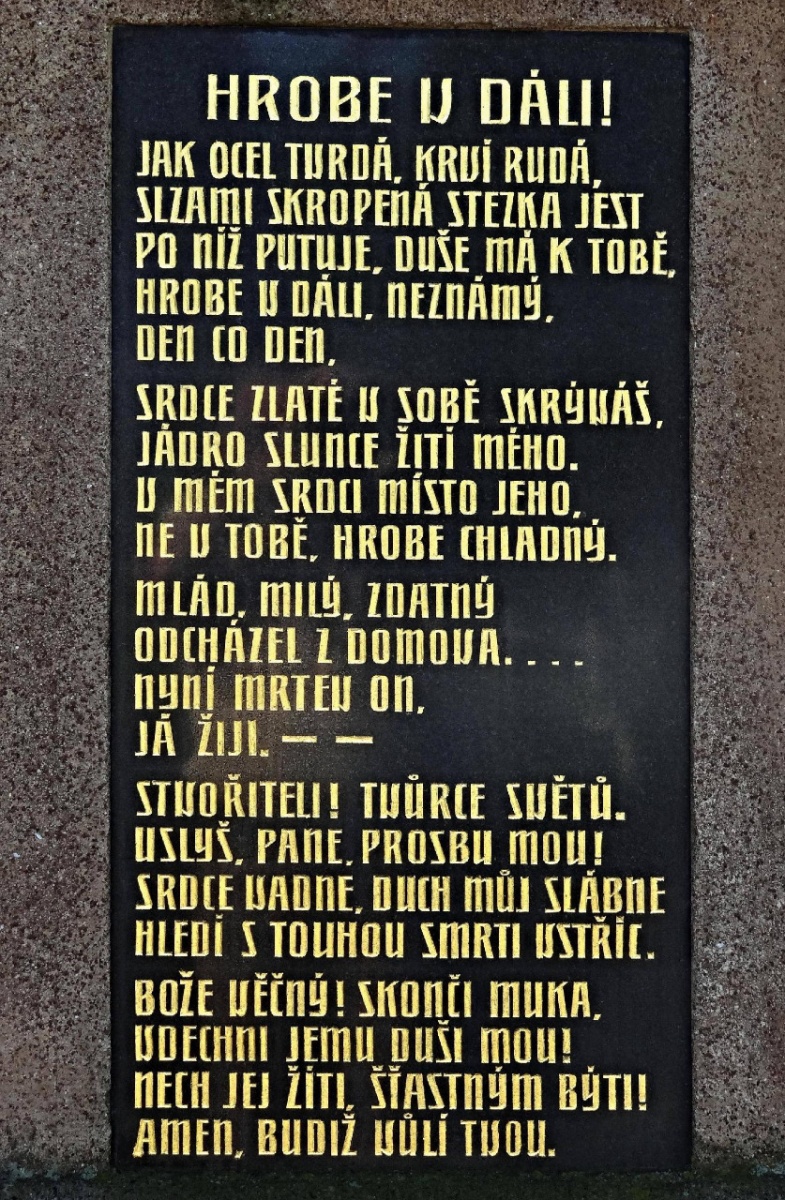 HROBE V DÁLI!
JAK OCEL TVRDÁ, KRVÍ RUDÁ,
SLZAMI SKROPENÁ STEZKA JEST
PO NÍŽ PUTUJE, DUŠE MÁ K TOBĚ,
HROBE V DÁLI, NEZNÁMÝ,
DEN CO DEN,
SRDCE ZLATÉ V SOBĚ SKRÝVÁŠ,
JÁDRO SLUNCE ŽITÍ MÉHO.
V MÉM SRDCI MÍSTO JEHO,
NE V TOBĚ, HROBE CHLADNÝ.
MLÁD, MILÝ, ZDATNÝ
ODCHÁZEL Z DOMOVA....
NYNÍ MRTEV ON,
JÁ ŽIJI. — —
STVOŘITELI! TVŮRCE SVĚTŮ.
USLYŠ, PANE, PROSBU MOU!
SRDCE VADNE, DUCH MŮJ SLÁBNE
HLEDÍ S TOUHOU SMRTI VSTŘÍC.
BOŽE VĚČNÝ! SKONČI MUKA,
VDECHNI JEMU DUŠI MOU!
NECH JEJ ŽÍTI, ŠŤASTNÝM BÝTI!
AMEN, BUDIŽ VŮLÍ TVOU.